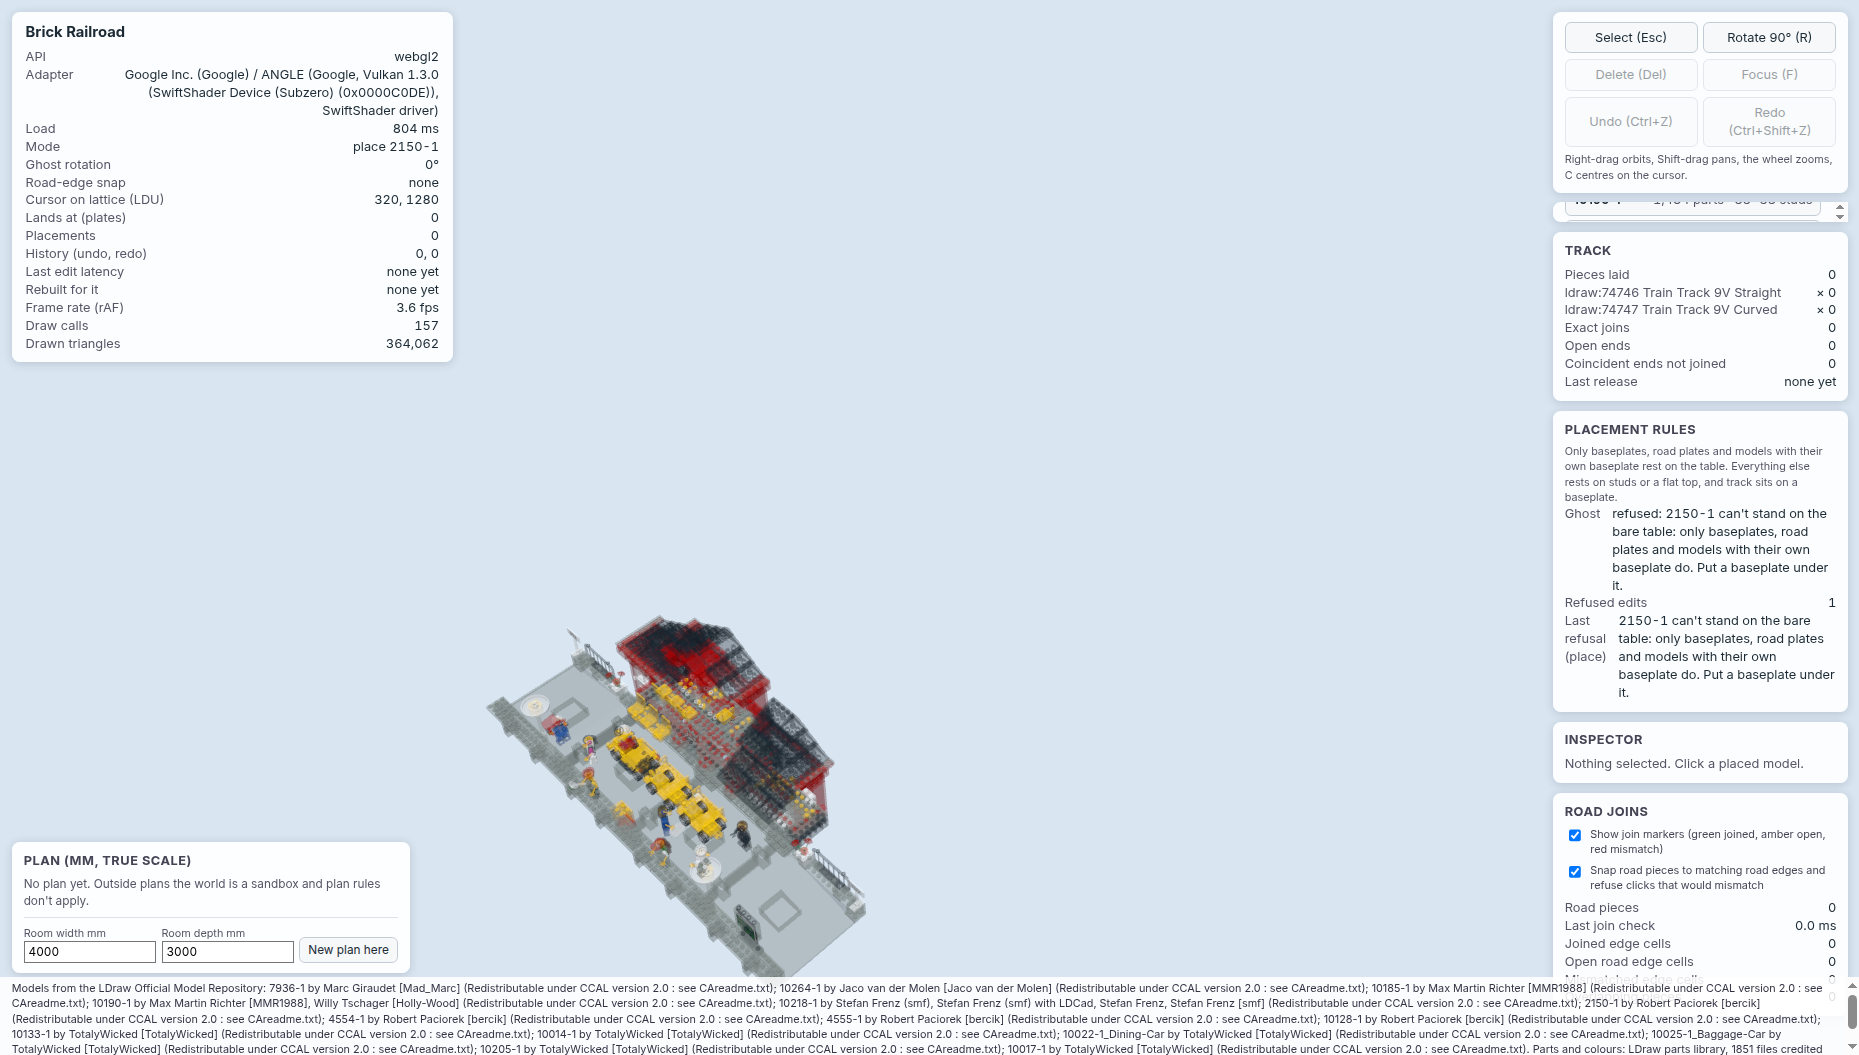 Brick Railroad
API webgl2
Adapter Google Inc. (Google) / ANGLE (Google, Vulkan 1.3.0
(SwiftShader Device (Subzero) (0x0000C0DE)),
SwiftShader driver)
Load 804 ms
Mode place 2150-1
Ghost rotation 0°
Road-edge snap none
Cursor on lattice (LDU) 320, 1280
Lands at (plates) 0
Placements 0
History (undo, redo) 0, 0
Last edit latency none yet
Rebuilt for it none yet
Frame rate (rAF) 3.6 fps
Draw calls 157
Drawn triangles 364,062
Select (Esc) Rotate 90° (R)
Delete (Del) Focus (F)
Undo (Ctrl+Z) Redo
(Ctrl+Shift+Z)
Right-drag orbits, Shift-drag pans, the wheel zooms,
C centres on the cursor.
TRACK
Pieces laid 0
ldraw:74746 Train Track 9V Straight × 0
ldraw:74747 Train Track 9V Curved × 0
Exact joins 0
Open ends 0
Coincident ends not joined 0
Last release none yet
PLACEMENT RULES
Only baseplates, road plates and models with their
own baseplate rest on the table. Everything else
rests on studs or a flat top, and track sits on a
baseplate.
Ghost refused: 2150-1 can't stand on the
bare table: only baseplates, road
plates and models with their own
baseplate do. Put a baseplate under
it.
Refused edits 1
Last 2150-1 can't stand on the bare
refusal table: only baseplates, road plates
(place) and models with their own
baseplate do. Put a baseplate under
it.
INSPECTOR
Nothing selected. Click a placed model.
ROAD JOINS
Show join markers (green joined, amber open,
red mismatch)
Snap road pieces to matching road edges and
refuse clicks that would mismatch
Road pieces 0
Last join check 0.0 ms
Joined edge cells 0
Open road edge cells 0
Mismatched edge cells 0
PLAN (MM, TRUE SCALE)
No plan yet. Outside plans the world is a sandbox and plan rules
don't apply.
Room width mm Room depth mm
4000 3000 New plan here
Models from the LDraw Official Model Repository: 7936-1 by Marc Giraudet [Mad_Marc] (Redistributable under CCAL version 2.0 : see CAreadme.txt); 10264-1 by Jaco van der Molen [Jaco van der Molen] (Redistributable under CCAL version 2.0 : see CAreadme.txt); 10185-1 by Max Martin Richter [MMR1988] (Redistributable under CCAL version 2.0 : see
CAreadme.txt); 10190-1 by Max Martin Richter [MMR1988], Willy Tschager [Holly-Wood] (Redistributable under CCAL version 2.0 : see CAreadme.txt); 10218-1 by Stefan Frenz (smf), Stefan Frenz (smf) with LDCad, Stefan Frenz, Stefan Frenz [smf] (Redistributable under CCAL version 2.0 : see CAreadme.txt); 2150-1 by Robert Paciorek [bercik]
(Redistributable under CCAL version 2.0 : see CAreadme.txt); 4554-1 by Robert Paciorek [bercik] (Redistributable under CCAL version 2.0 : see CAreadme.txt); 4555-1 by Robert Paciorek [bercik] (Redistributable under CCAL version 2.0 : see CAreadme.txt); 10128-1 by Robert Paciorek [bercik] (Redistributable under CCAL version 2.0 : see CAreadme.txt);
10133-1 by TotalyWicked [TotalyWicked] (Redistributable under CCAL version 2.0 : see CAreadme.txt); 10014-1 by TotalyWicked [TotalyWicked] (Redistributable under CCAL version 2.0 : see CAreadme.txt); 10022-1_Dining-Car by TotalyWicked [TotalyWicked] (Redistributable under CCAL version 2.0 : see CAreadme.txt); 10025-1_Baggage-Car by
TotalyWicked [TotalyWicked] (Redistributable under CCAL version 2.0 : see CAreadme.txt); 10205-1 by TotalyWicked [TotalyWicked] (Redistributable under CCAL version 2.0 : see CAreadme.txt); 10017-1 by TotalyWicked [TotalyWicked] (Redistributable under CCAL version 2.0 : see CAreadme.txt). Parts and colours: LDraw parts library, 1851 files credited